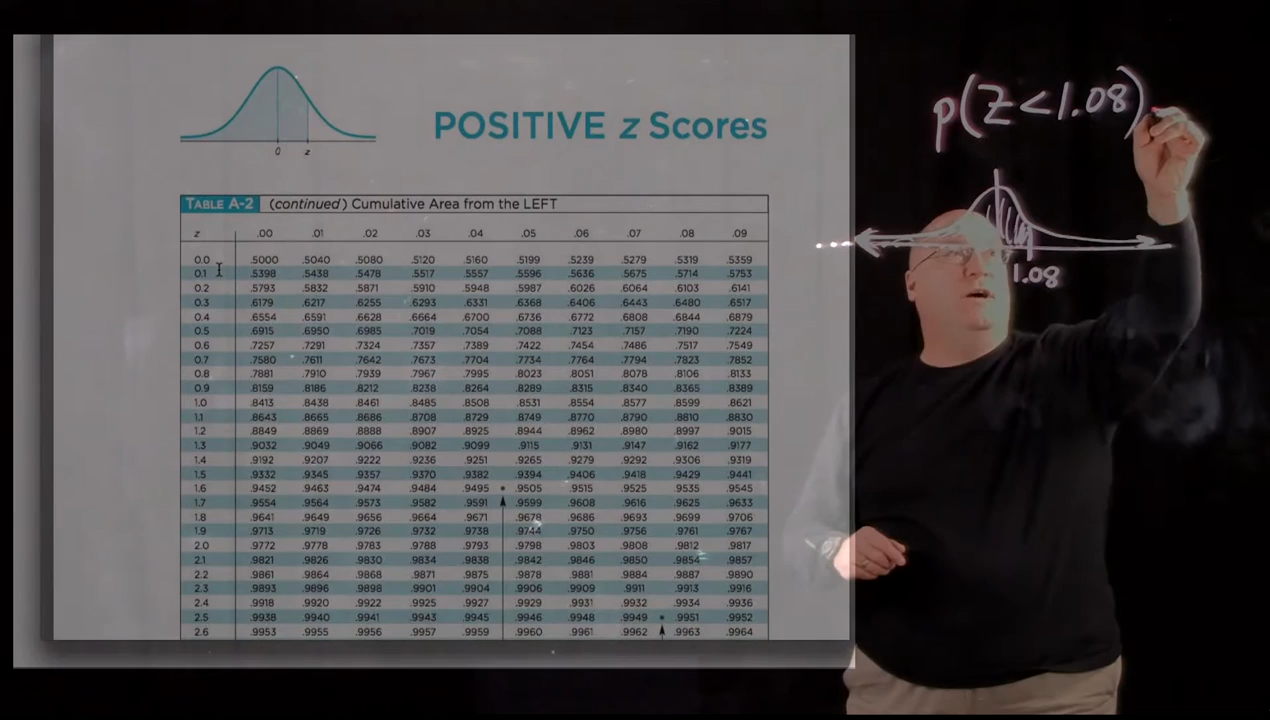 POSITIVE z Scores
p(Z<1.08)
0 z
1.08
TABLE A-2 (continued) Cumulative Area from the LEFT
z .00 .01 .02 .03 .04 .05 .06 .07 .08 .09
0.0 .5000 .5040 .5080 .5120 .5160 .5199 .5239 .5279 .5319 .5359
0.1 .5398 .5438 .5478 .5517 .5557 .5596 .5636 .5675 .5714 .5753
0.2 .5793 .5832 .5871 .5910 .5948 .5987 .6026 .6064 .6103 .6141
0.3 .6179 .6217 .6255 .6293 .6331 .6368 .6406 .6443 .6480 .6517
0.4 .6554 .6591 .6628 .6664 .6700 .6736 .6772 .6808 .6844 .6879
0.5 .6915 .6950 .6985 .7019 .7054 .7088 .7123 .7157 .7190 .7224
0.6 .7257 .7291 .7324 .7357 .7389 .7422 .7454 .7486 .7517 .7549
0.7 .7580 .7611 .7642 .7673 .7704 .7734 .7764 .7794 .7823 .7852
0.8 .7881 .7910 .7939 .7967 .7995 .8023 .8051 .8078 .8106 .8133
0.9 .8159 .8186 .8212 .8238 .8264 .8289 .8315 .8340 .8365 .8389
1.0 .8413 .8438 .8461 .8485 .8508 .8531 .8554 .8577 .8599 .8621
1.1 .8643 .8665 .8686 .8708 .8729 .8749 .8770 .8790 .8810 .8830
1.2 .8849 .8869 .8888 .8907 .8925 .8944 .8962 .8980 .8997 .9015
1.3 .9032 .9049 .9066 .9082 .9099 .9115 .9131 .9147 .9162 .9177
1.4 .9192 .9207 .9222 .9236 .9251 .9265 .9279 .9292 .9306 .9319
1.5 .9332 .9345 .9357 .9370 .9382 .9394 .9406 .9418 .9429 .9441
1.6 .9452 .9463 .9474 .9484 .9495 * .9505 .9515 .9525 .9535 .9545
1.7 .9554 .9564 .9573 .9582 .9591 .9599 .9608 .9616 .9625 .9633
1.8 .9641 .9649 .9656 .9664 .9671 .9678 .9686 .9693 .9699 .9706
1.9 .9713 .9719 .9726 .9732 .9738 .9744 .9750 .9756 .9761 .9767
2.0 .9772 .9778 .9783 .9788 .9793 .9798 .9803 .9808 .9812 .9817
2.1 .9821 .9826 .9830 .9834 .9838 .9842 .9846 .9850 .9854 .9857
2.2 .9861 .9864 .9868 .9871 .9875 .9878 .9881 .9884 .9887 .9890
2.3 .9893 .9896 .9898 .9901 .9904 .9906 .9909 .9911 .9913 .9916
2.4 .9918 .9920 .9922 .9925 .9927 .9929 .9931 .9932 .9934 .9936
2.5 .9938 .9940 .9941 .9943 .9945 .9946 .9948 .9949 * .9951 .9952
2.6 .9953 .9955 .9956 .9957 .9959 .9960 .9961 .9962 .9963 .9964